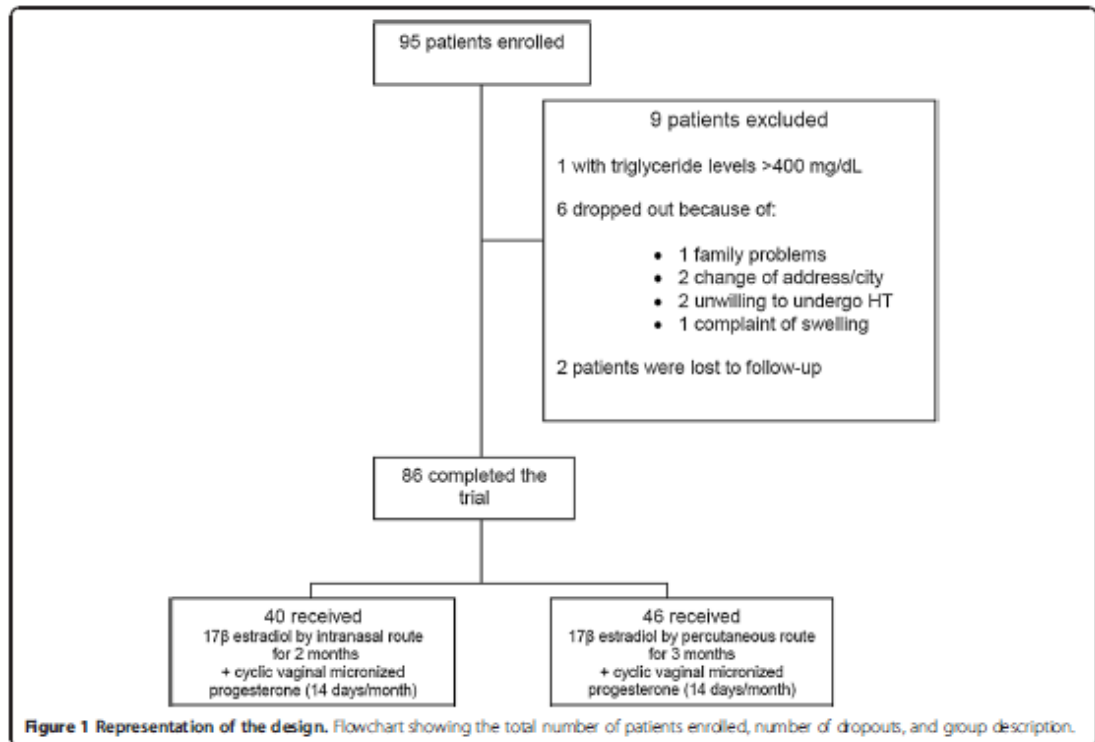 95 patients enrolled
9 patients excluded
1 with triglyceride levels >400 mg/dL
6 dropped out because of:
• 1 family problems
• 2 change of address/city
• 2 unwilling to undergo HT
• 1 complaint of swelling
2 patients were lost to follow-up
86 completed the
trial
40 received
17β estradiol by intranasal route
for 2 months
+ cyclic vaginal micronized
progesterone (14 days/month)
46 received
17β estradiol by percutaneous route
for 3 months
+ cyclic vaginal micronized
progesterone (14 days/month)
Figure 1 Representation of the design. Flowchart showing the total number of patients enrolled, number of dropouts, and group description.